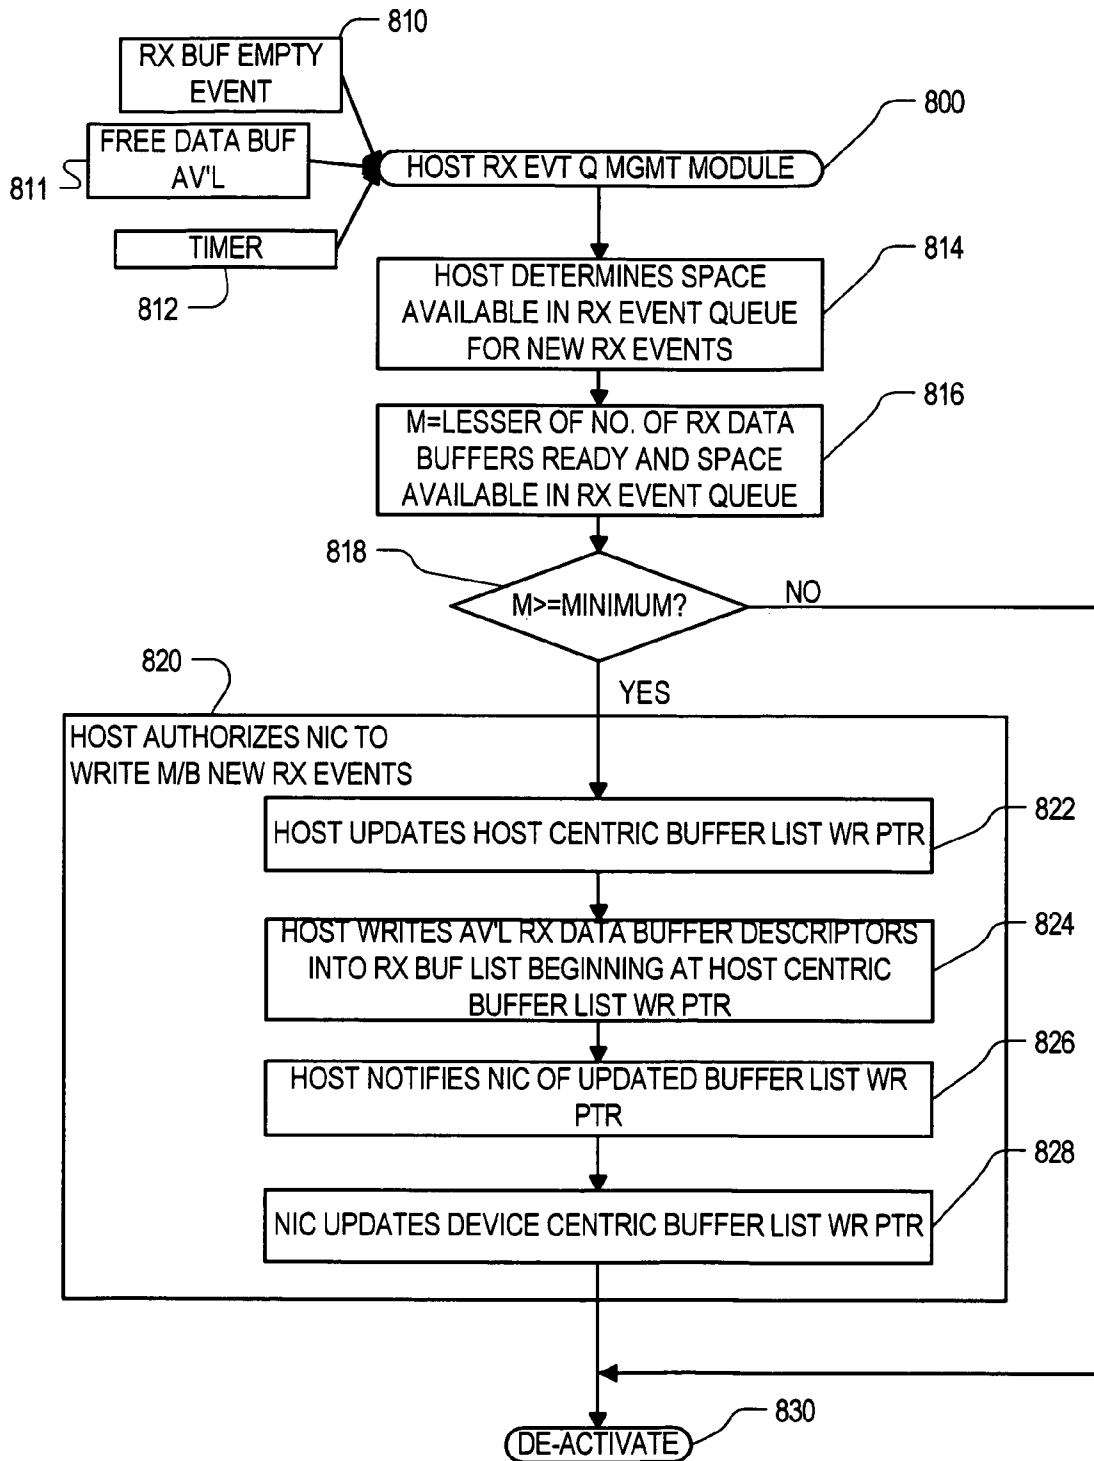 810
RX BUF EMPTY
EVENT
800
FREE DATA BUF
AV'L
811
HOST RX EVT Q MGMT MODULE
TIMER
812
814
HOST DETERMINES SPACE
AVAILABLE IN RX EVENT QUEUE
FOR NEW RX EVENTS
816
M=LESSER OF NO. OF RX DATA
BUFFERS READY AND SPACE
AVAILABLE IN RX EVENT QUEUE
818
M>=MINIMUM?
NO
YES
820
HOST AUTHORIZES NIC TO
WRITE M/B NEW RX EVENTS
822
HOST UPDATES HOST CENTRIC BUFFER LIST WR PTR
824
HOST WRITES AV'L RX DATA BUFFER DESCRIPTORS
INTO RX BUF LIST BEGINNING AT HOST CENTRIC
BUFFER LIST WR PTR
826
HOST NOTIFIES NIC OF UPDATED BUFFER LIST WR
PTR
828
NIC UPDATES DEVICE CENTRIC BUFFER LIST WR PTR
830
DE-ACTIVATE